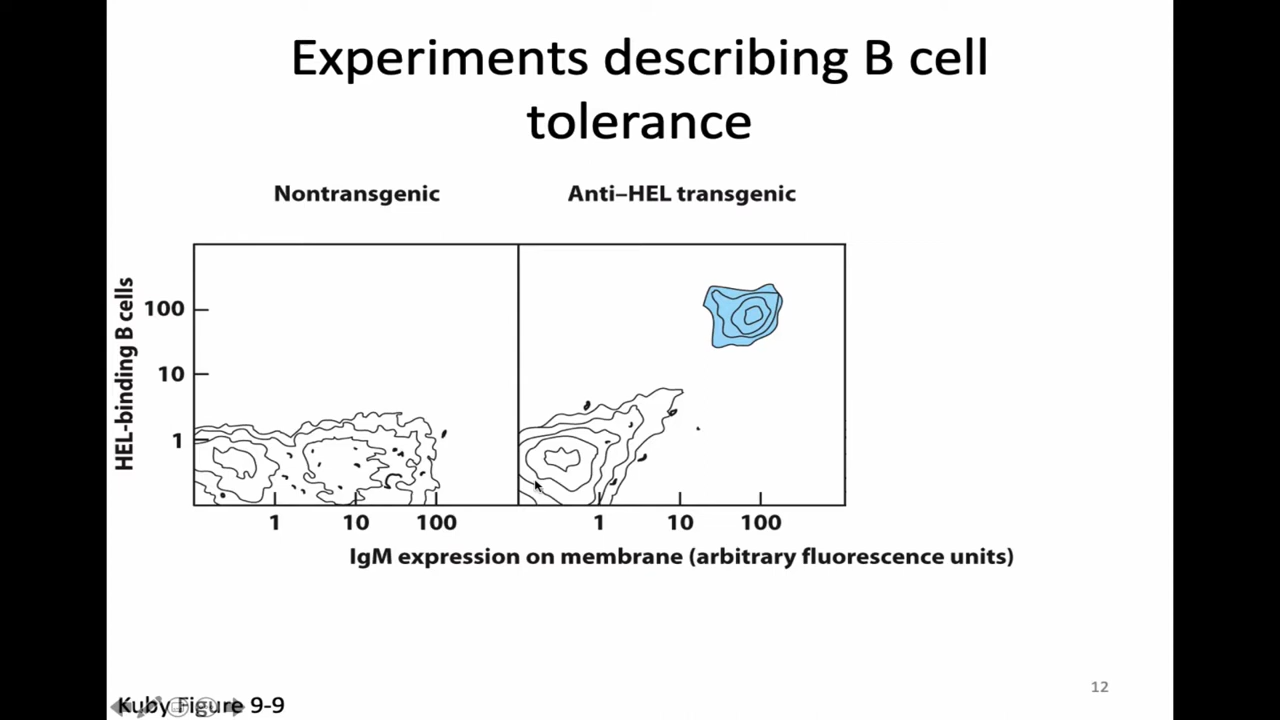 Experiments describing B cell
tolerance
Nontransgenic
Anti–HEL transgenic
HEL-binding B cells
100
10
1
1 10 100
1 10 100
IgM expression on membrane (arbitrary fluorescence units)
12
Kuby Figure 9-9